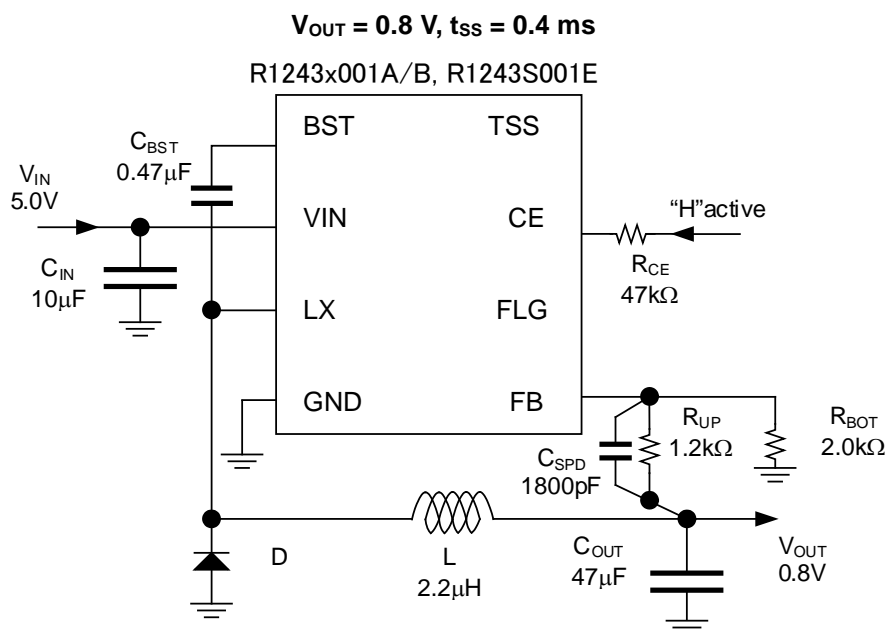 VOUT = 0.8 V, tSS = 0.4 ms
R1243x001A/B, R1243S001E
BST
TSS
CBST
0.47μF
VIN
5.0V
VIN
CE
“H”active
RCE
47kΩ
CIN
10μF
LX
FLG
GND
FB
RUP
1.2kΩ
RBOT
2.0kΩ
CSPD
1800pF
D
L
2.2μH
COUT
47μF
VOUT
0.8V